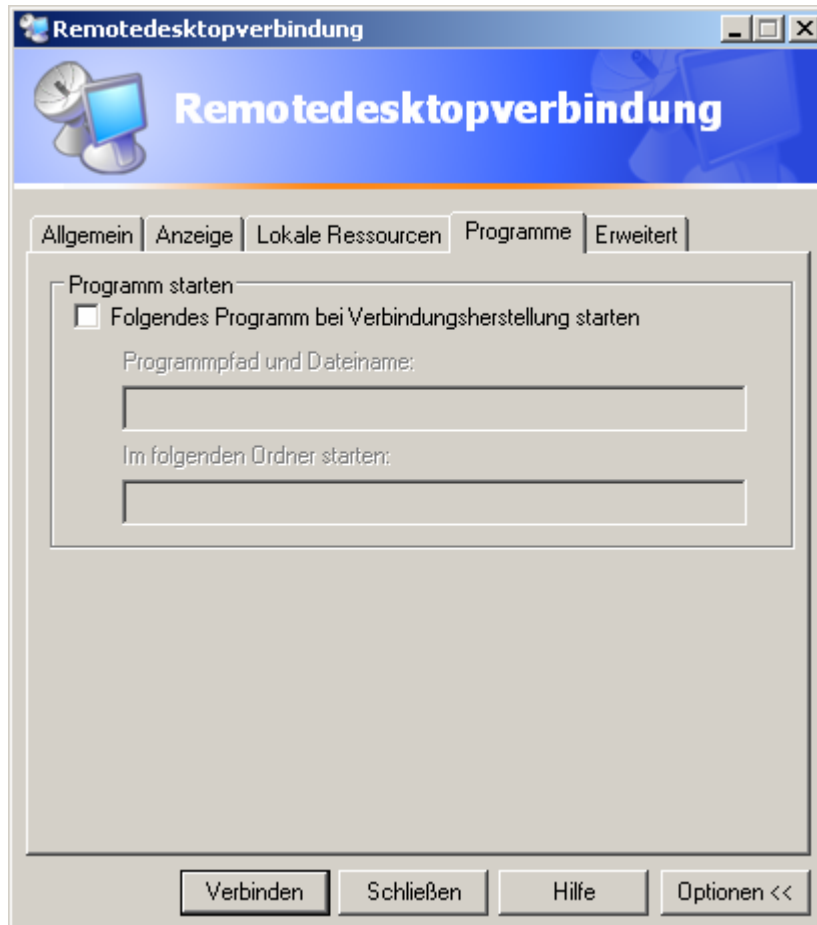 Remotedesktopverbindung
Remotedesktopverbindung
Allgemein Anzeige Lokale Ressourcen Programme Erweitert
Programm starten
Folgendes Programm bei Verbindungsherstellung starten
Programmpfad und Dateiname:
Im folgenden Ordner starten:
Verbinden Schließen Hilfe Optionen <<